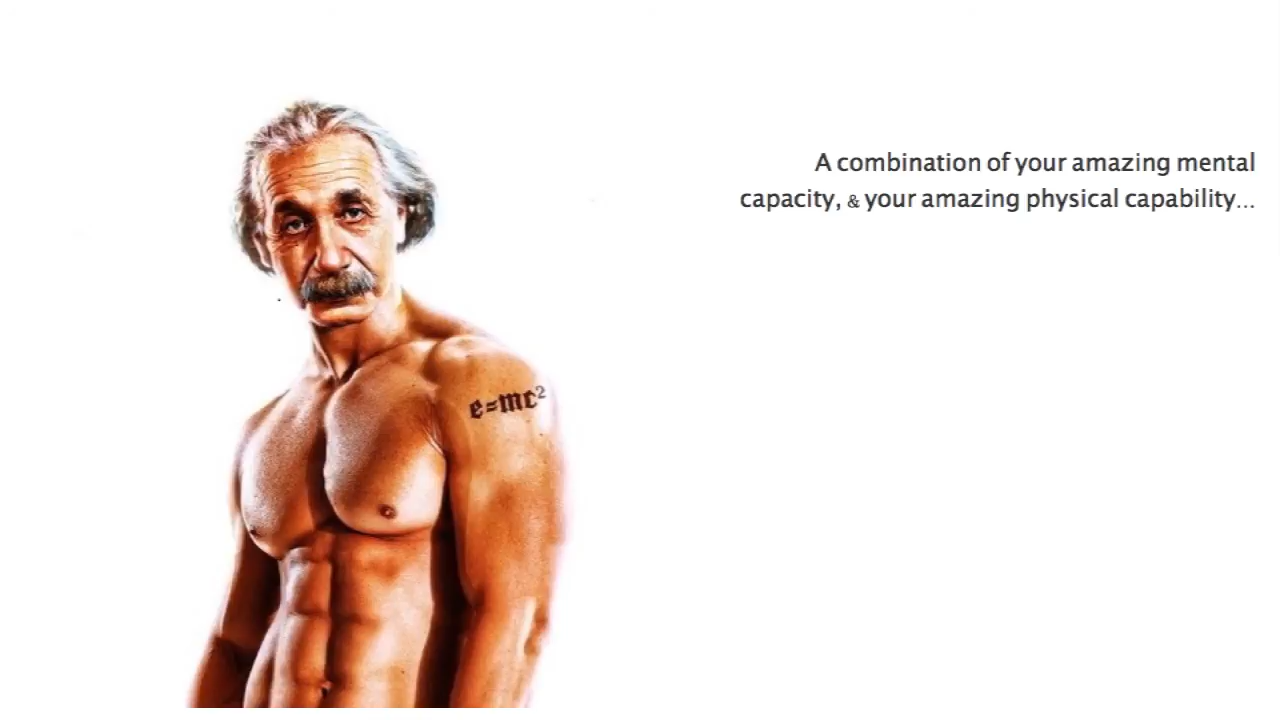 A combination of your amazing mental
capacity, & your amazing physical capability...
e=mc²